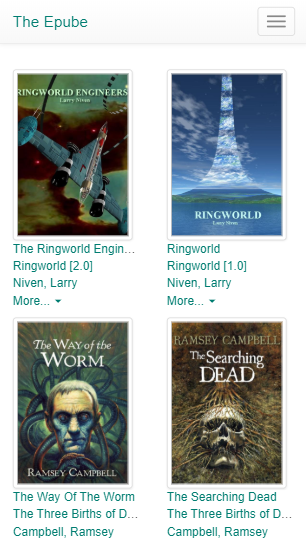 The Epube
RINGWORLD ENGINEERS
Larry Niven
RINGWORLD
Larry Niven
The Ringworld Engin...
Ringworld [2.0]
Niven, Larry
More...
Ringworld
Ringworld [1.0]
Niven, Larry
More...
The WAY of the
WORM
RAMSEY CAMPBELL
RAMSEY CAMPBELL
The Searching
DEAD
The Way Of The Worm
The Three Births of D...
Campbell, Ramsey
The Searching Dead
The Three Births of D...
Campbell, Ramsey